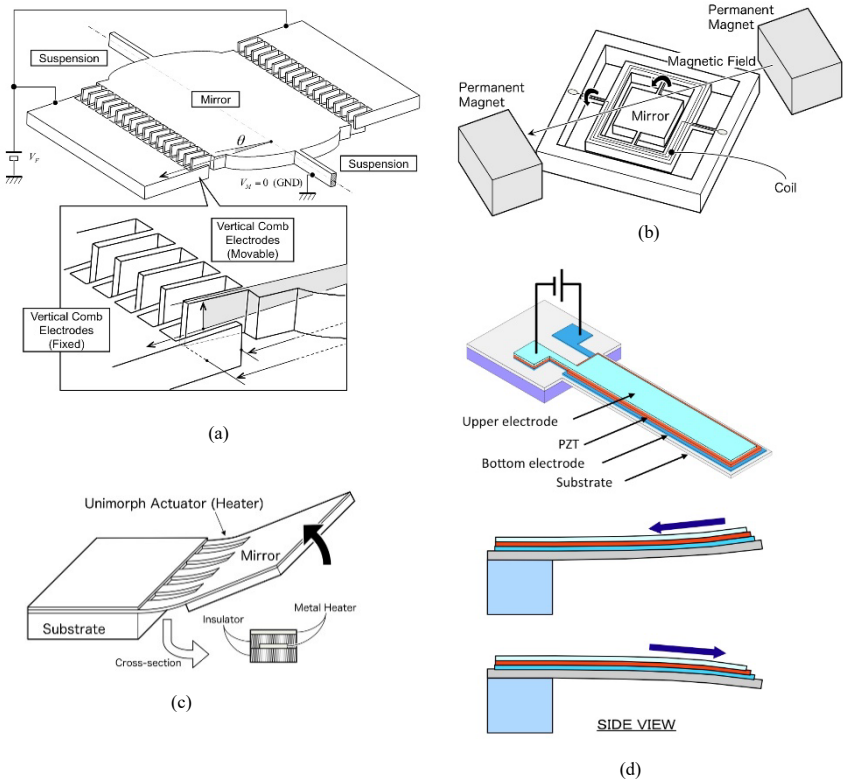 Suspension
Mirror
θ
Suspension
V_F
V_M = 0 (GND)
Vertical Comb
Electrodes
(Movable)
Vertical Comb
Electrodes
(Fixed)
(a)
Permanent
Magnet
Magnetic Field
Permanent
Magnet
Mirror
Coil
(b)
Unimorph Actuator (Heater)
Mirror
Substrate
Insulator
Metal Heater
Cross-section
(c)
Upper electrode
PZT
Bottom electrode
Substrate
SIDE VIEW
(d)